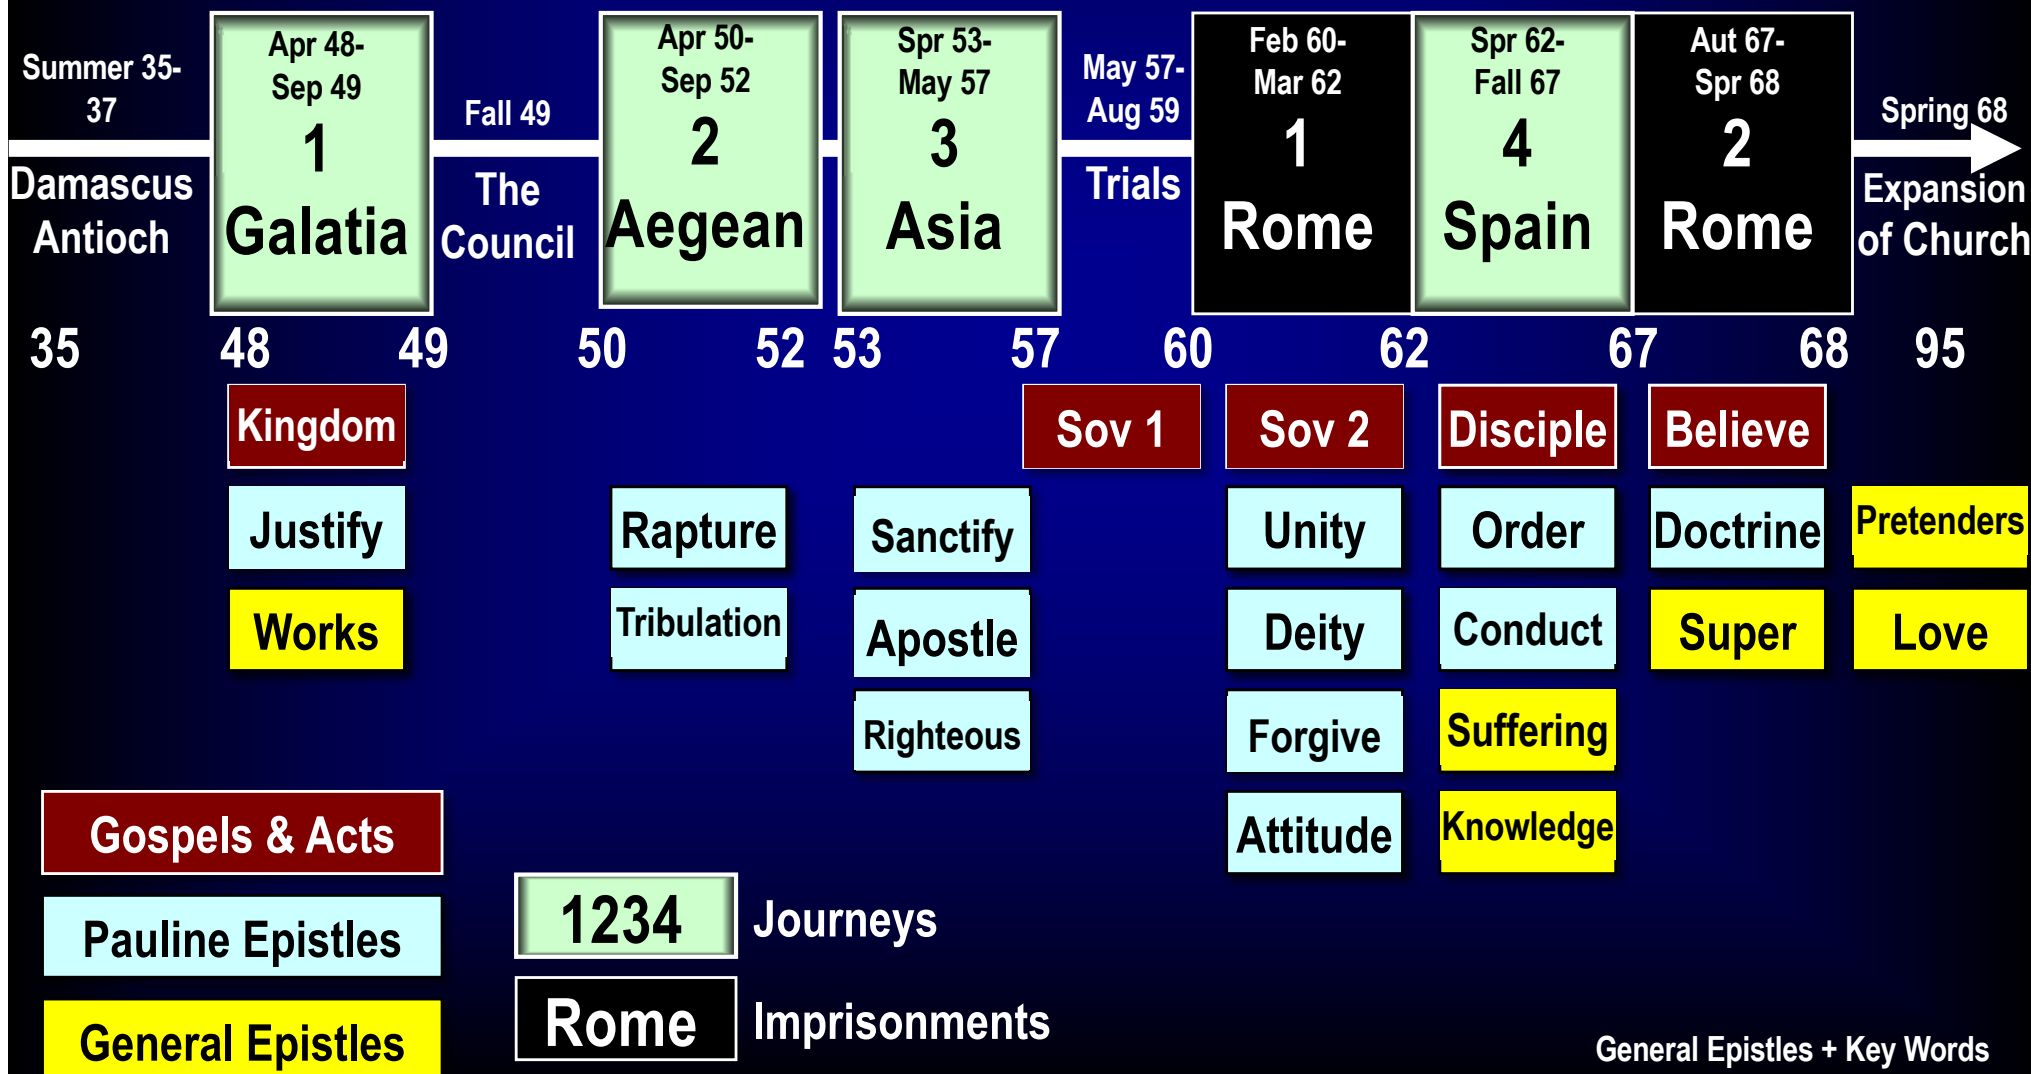 Summer 35-
37
Damascus
Antioch
Apr 48-
Sep 49
1
Galatia
Fall 49
The
Council
Apr 50-
Sep 52
2
Aegean
Spr 53-
May 57
3
Asia
May 57-
Aug 59
Trials
Feb 60-
Mar 62
1
Rome
Spr 62-
Fall 67
4
Spain
Aut 67-
Spr 68
2
Rome
Spring 68
Expansion
of Church
35 48 49 50 52 53 57 60 62 67 68 95
Kingdom Sov 1 Sov 2 Disciple Believe
Justify Rapture Sanctify Unity Order Doctrine Pretenders
Works Tribulation Apostle Deity Conduct Super Love
Righteous Forgive Suffering
Attitude Knowledge
Gospels & Acts
Pauline Epistles
General Epistles
1234 Journeys
Rome Imprisonments
General Epistles + Key Words